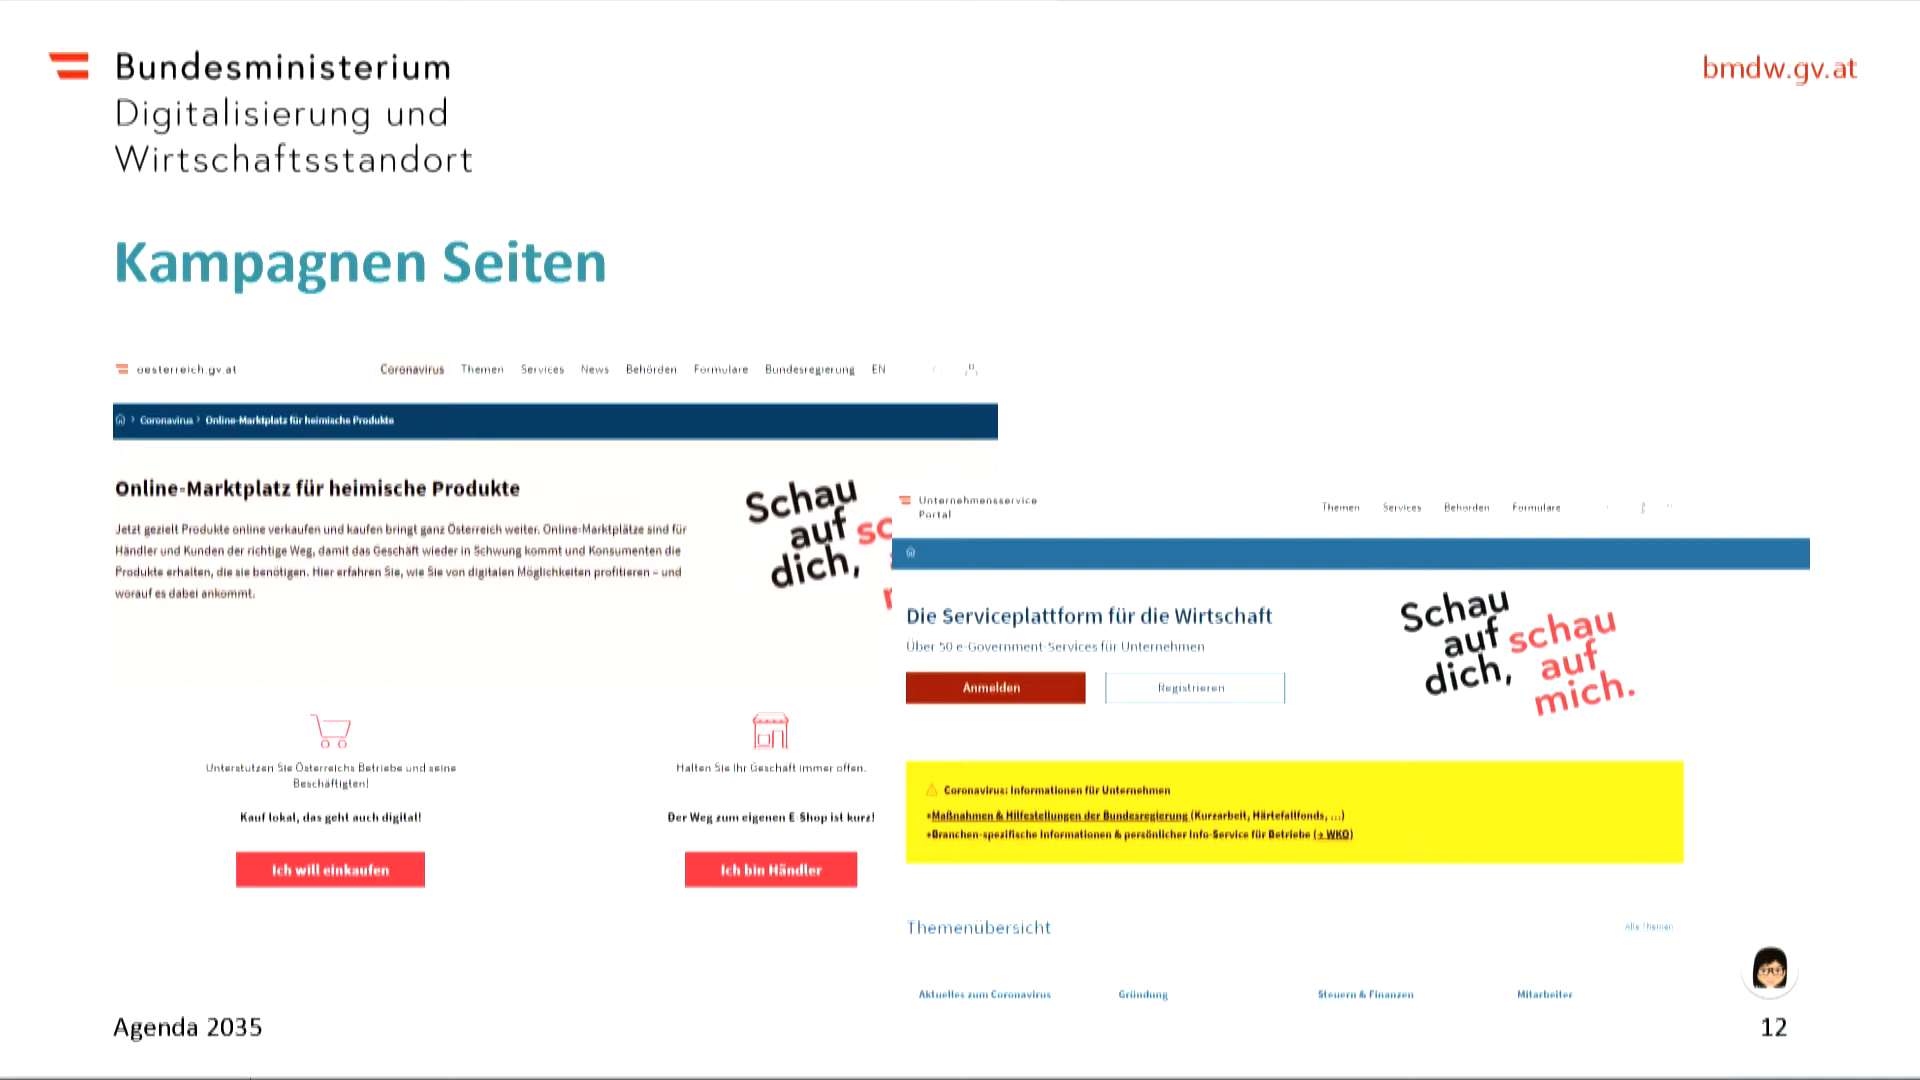 Bundesministerium
Digitalisierung und
Wirtschaftsstandort
bmdw.gv.at
Kampagnen Seiten
oesterreich.gv.at
Coronavirus Themen Services News Behörden Formulare Bundesregierung EN
Coronavirus > Online-Marktplatz für heimische Produkte
Online-Marktplatz für heimische Produkte
Jetzt gezielt Produkte online verkaufen und kaufen bringt ganz Österreich weiter. Online-Marktplätze sind für
Händler und Kunden der richtige Weg, damit das Geschäft wieder in Schwung kommt und Konsumenten die
Produkte erhalten, die sie benötigen. Hier erfahren Sie, wie Sie von digitalen Möglichkeiten profitieren – und
worauf es dabei ankommt.
Schau
auf sc
dich,
Unterstützen Sie Österreichs Betriebe und seine
Beschäftigten!
Kauf lokal, das geht auch digital!
Ich will einkaufen
Halten Sie Ihr Geschäft immer offen.
Der Weg zum eigenen E-Shop ist kurz!
Ich bin Händler
Unternehmensservice
Portal
Themen Services Behörden Formulare
Die Serviceplattform für die Wirtschaft
Über 50 e-Government-Services für Unternehmen
Anmelden Registrieren
Schau
auf schau
dich, auf
mich.
Coronavirus: Informationen für Unternehmen
•Maßnahmen & Hilfestellungen der Bundesregierung (Kurzarbeit, Härtefallfonds, ...)
•Branchen-spezifische Informationen & persönlicher Info-Service für Betriebe (→ WKO)
Themenübersicht
Alle Themen
Aktuelles zum Coronavirus Gründung Steuern & Finanzen Mitarbeiter
Agenda 2035
12